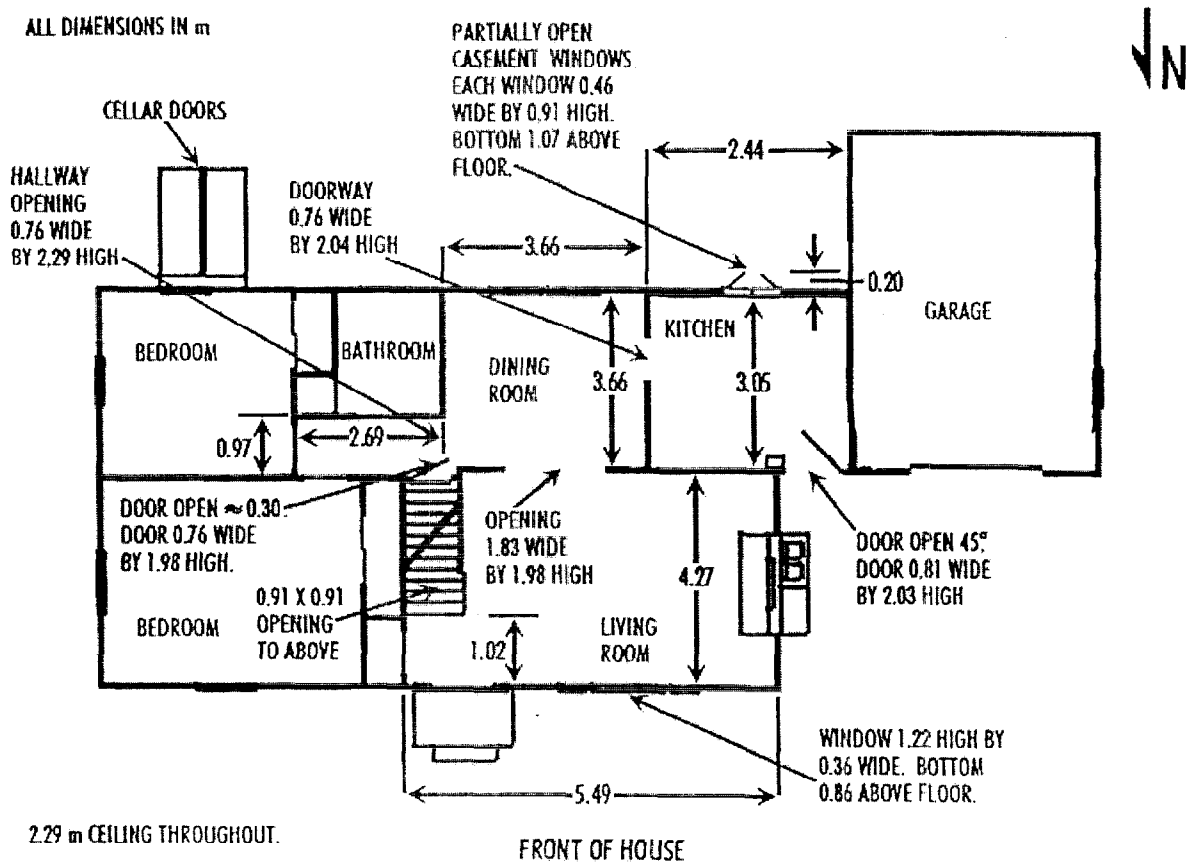 ALL DIMENSIONS IN m
PARTIALLY OPEN
CASEMENT WINDOWS
EACH WINDOW 0.46
WIDE BY 0.91 HIGH.
BOTTOM 1.07 ABOVE
FLOOR.
N
CELLAR DOORS
HALLWAY
OPENING
0.76 WIDE
BY 2.29 HIGH
DOORWAY
0.76 WIDE
BY 2.04 HIGH
2.44
3.66
0.20
GARAGE
BEDROOM
BATHROOM
DINING
ROOM
KITCHEN
3.66
3.05
0.97
2.69
DOOR OPEN ≈ 0.30.
DOOR 0.76 WIDE
BY 1.98 HIGH.
OPENING
1.83 WIDE
BY 1.98 HIGH
4.27
DOOR OPEN 45°,
DOOR 0.81 WIDE
BY 2.03 HIGH
0.91 X 0.91
OPENING
TO ABOVE
BEDROOM
1.02
LIVING
ROOM
WINDOW 1.22 HIGH BY
0.36 WIDE. BOTTOM
0.86 ABOVE FLOOR.
5.49
2.29 m CEILING THROUGHOUT.
FRONT OF HOUSE